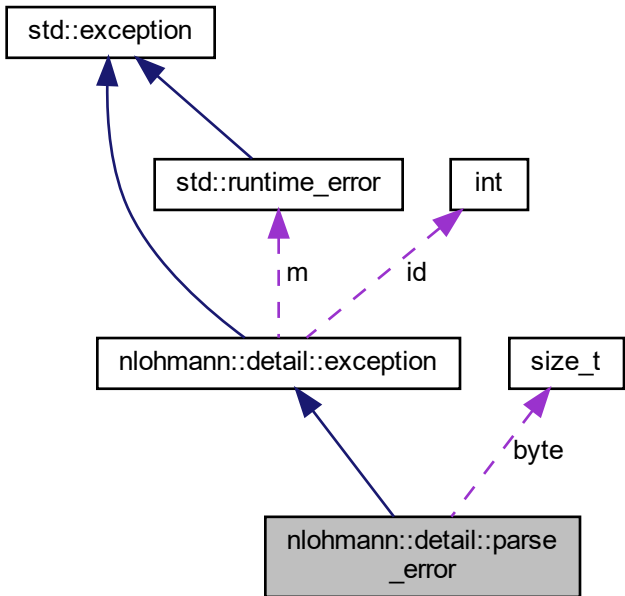 std::exception
std::runtime_error
int
m
id
nlohmann::detail::exception
size_t
byte
nlohmann::detail::parse
_error